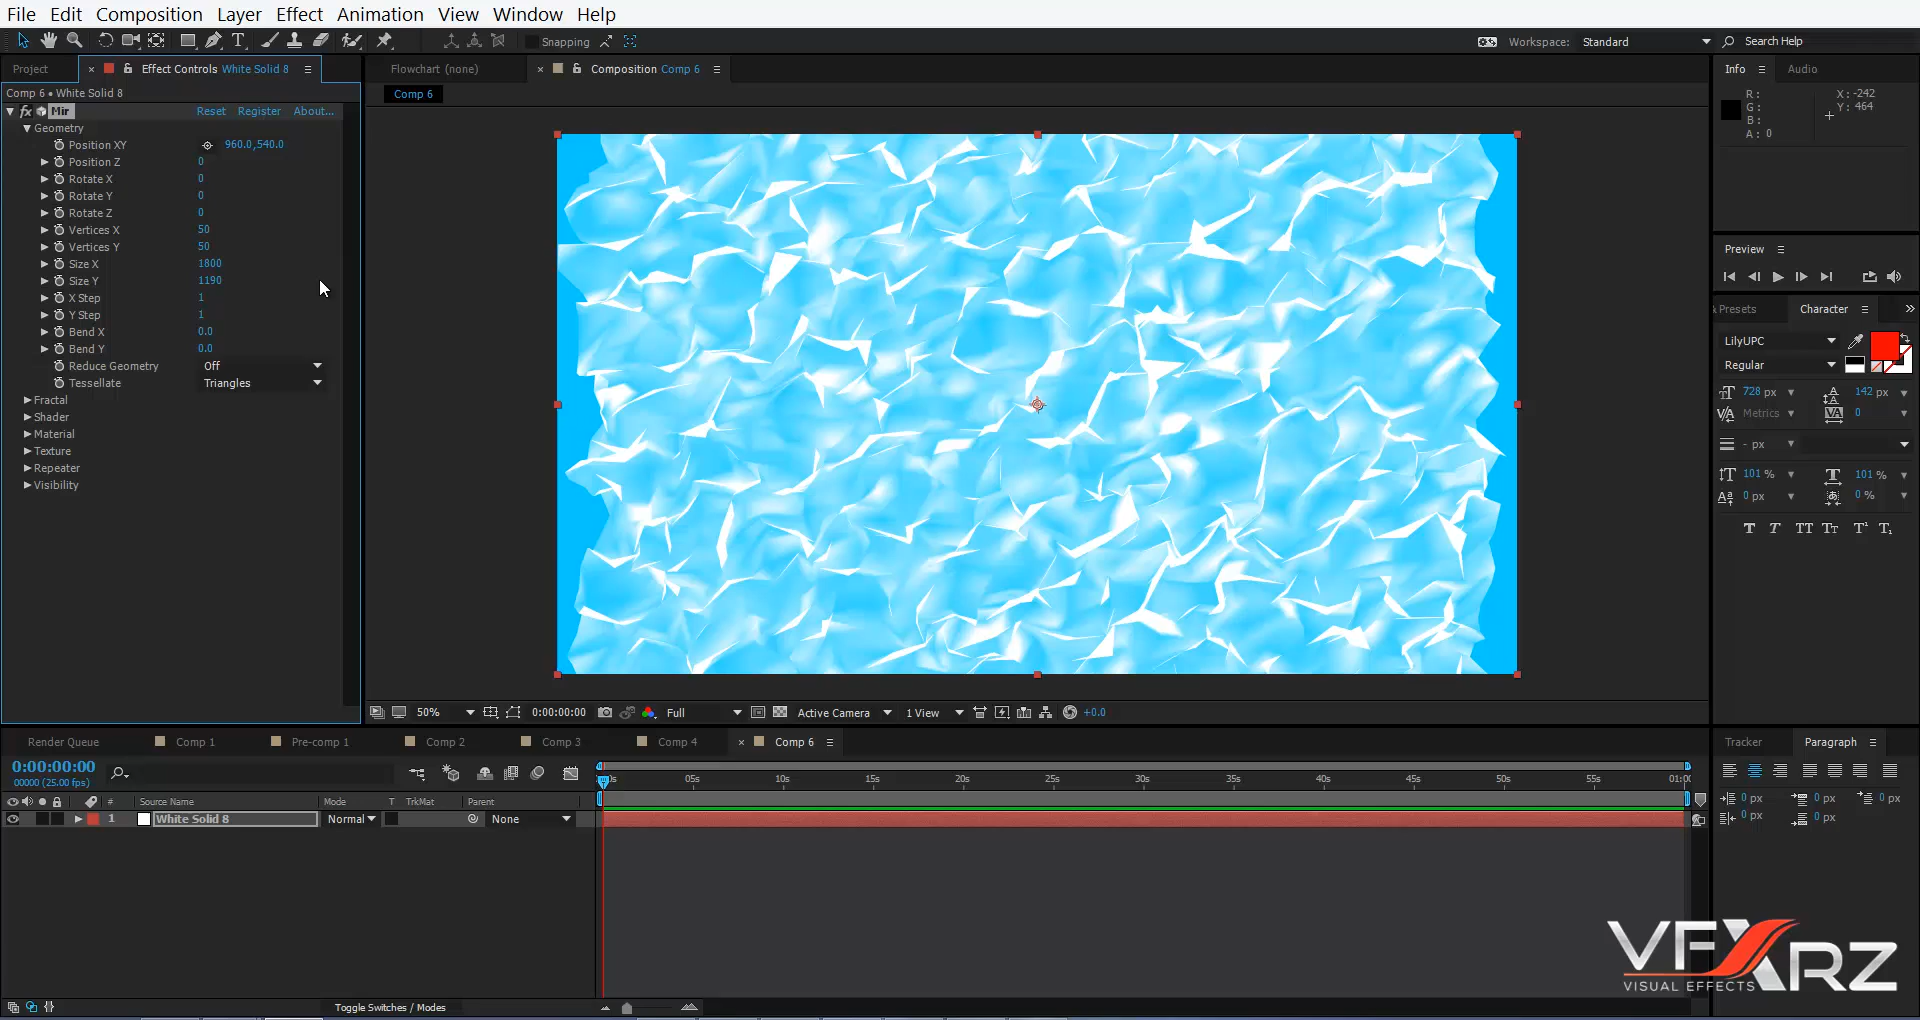 File Edit Composition Layer Effect Animation View Window Help
Snapping
Workspace: Standard
Search Help
Project
Effect Controls White Solid 8
Comp 6 • White Solid 8
fx Mir Reset Register About...
Geometry
Position XY 960.0,540.0
Position Z 0
Rotate X 0
Rotate Y 0
Rotate Z 0
Vertices X 50
Vertices Y 50
Size X 1800
Size Y 1190
X Step 1
Y Step 1
Bend X 0.0
Bend Y 0.0
Reduce Geometry Off
Tessellate Triangles
Fractal
Shader
Material
Texture
Repeater
Visibility
Flowchart (none)
Composition Comp 6
Comp 6
50% 0:00:00:00 Full Active Camera 1 View +0.0
Info Audio
R : X : -242
G : Y : 464
B :
A : 0
Preview
Presets Character
LilyUPC
Regular
728 px 142 px
Metrics 0
- px
101 % 101 %
0 px 0 %
T T TT Tt T¹ T₁
Render Queue Comp 1 Pre-comp 1 Comp 2 Comp 3 Comp 4 Comp 6
0:00:00:00
00000 (25.00 fps)
# Source Name Mode T TrkMat Parent
1 White Solid 8 Normal None
05s 10s 15s 20s 25s 30s 35s 40s 45s 50s 55s
Toggle Switches / Modes
Tracker Paragraph
0 px 0 px 0 px
0 px 0 px
VFXARZ
VISUAL EFFECTS